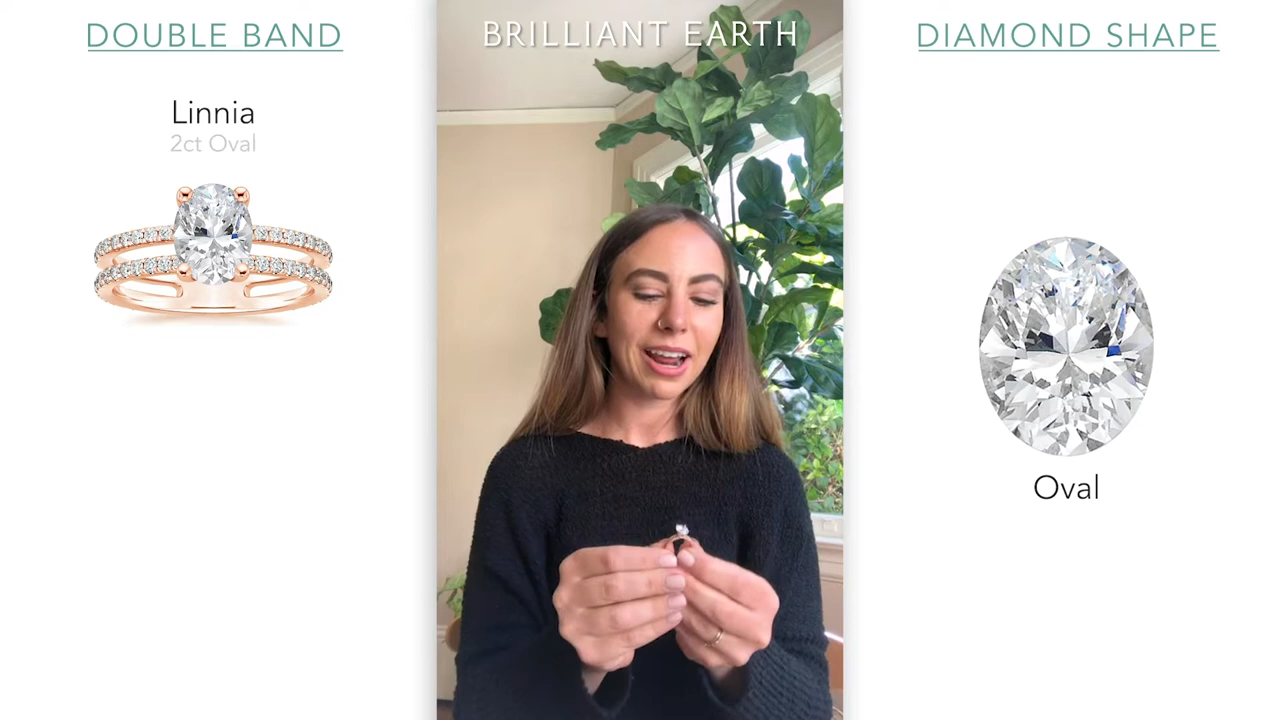 DOUBLE BAND
Linnia
2ct Oval
BRILLIANT EARTH
DIAMOND SHAPE
Oval